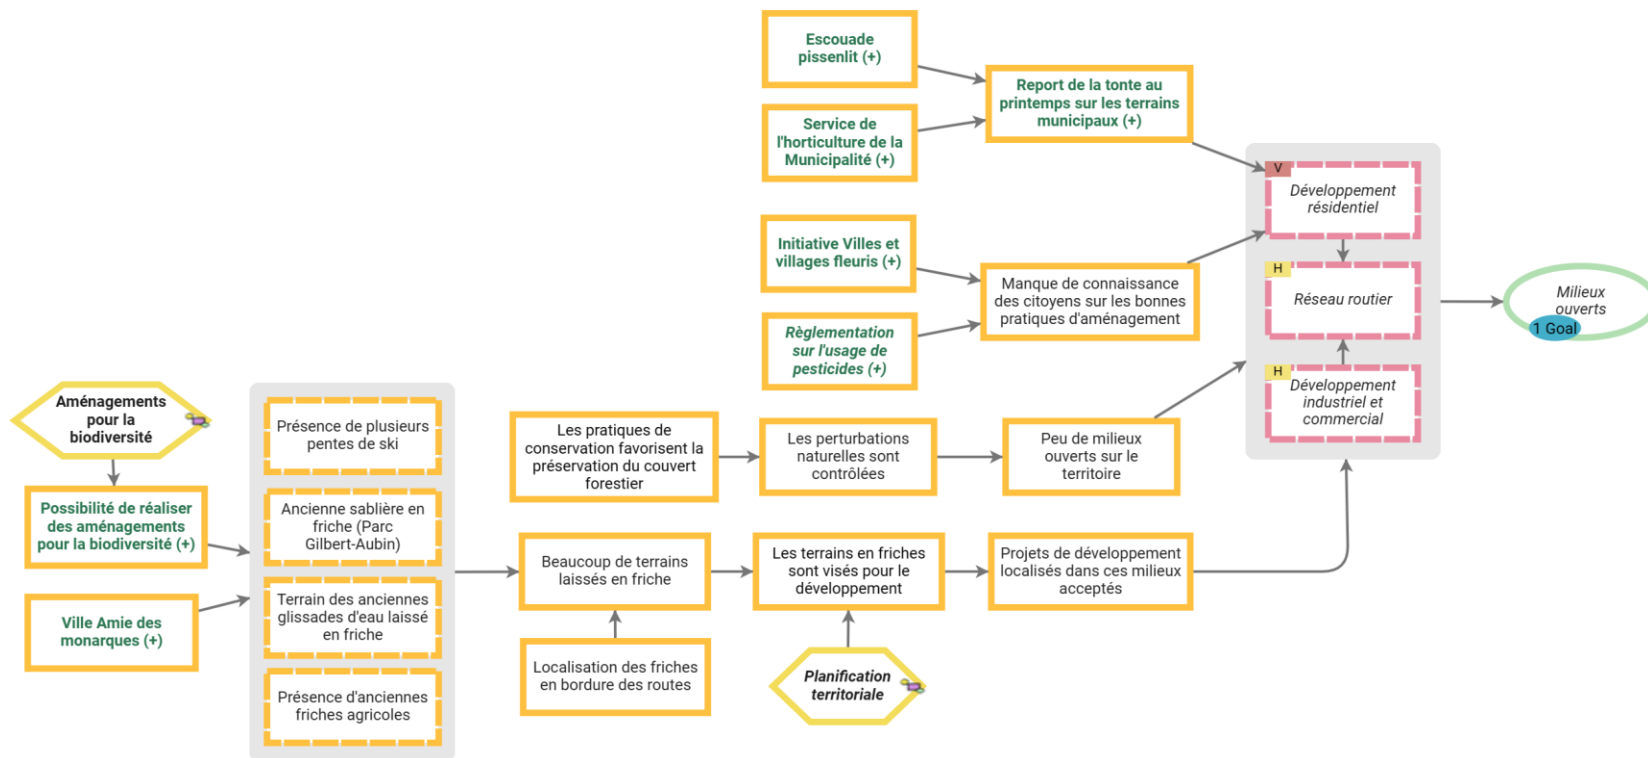 Escouade
pissenlit (+)
Service de
l'horticulture de la
Municipalité (+)
Report de la tonte au
printemps sur les terrains
municipaux (+)
Initiative Villes et
villages fleuris (+)
Règlementation
sur l'usage de
pesticides (+)
Manque de connaissance
des citoyens sur les bonnes
pratiques d'aménagement
V
Développement
résidentiel
H
Réseau routier
H
Développement
industriel et
commercial
Milieux
ouverts
1 Goal
Aménagements
pour la
biodiversité
Possibilité de réaliser
des aménagements
pour la biodiversité (+)
Ville Amie des
monarques (+)
Présence de plusieurs
pentes de ski
Ancienne sablière en
friche (Parc
Gilbert-Aubin)
Terrain des anciennes
glissades d'eau laissé
en friche
Présence d'anciennes
friches agricoles
Les pratiques de
conservation favorisent la
préservation du couvert
forestier
Les perturbations
naturelles sont
contrôlées
Peu de milieux
ouverts sur le
territoire
Beaucoup de terrains
laissés en friche
Les terrains en friches
sont visés pour le
développement
Projets de développement
localisés dans ces milieux
acceptés
Localisation des friches
en bordure des routes
Planification
territoriale